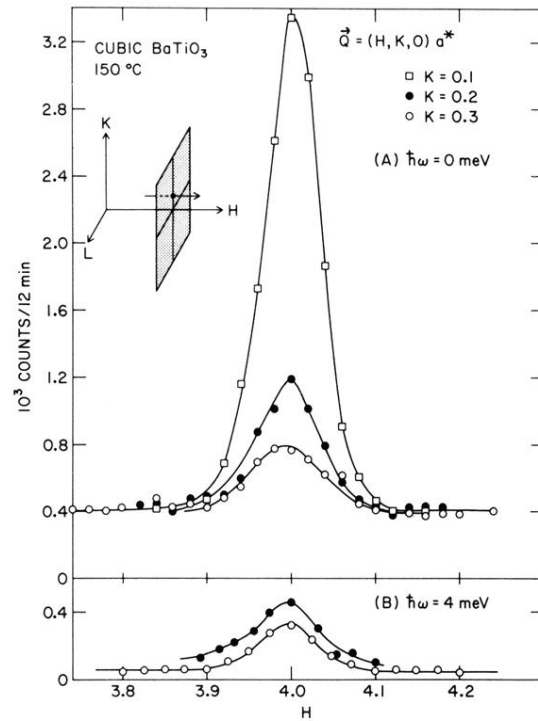 CUBIC BaTiO₃
150 °C
Q⃗ = (H, K, O) a*
□ K = 0.1
● K = 0.2
○ K = 0.3
(A) ħω = 0 meV
K
H
L
10³ COUNTS/12 min
3.2
2.8
2.4
2.0
1.6
1.2
0.8
0.4
0
(B) ħω = 4 meV
0.4
0
3.8
3.9
4.0
4.1
4.2
H